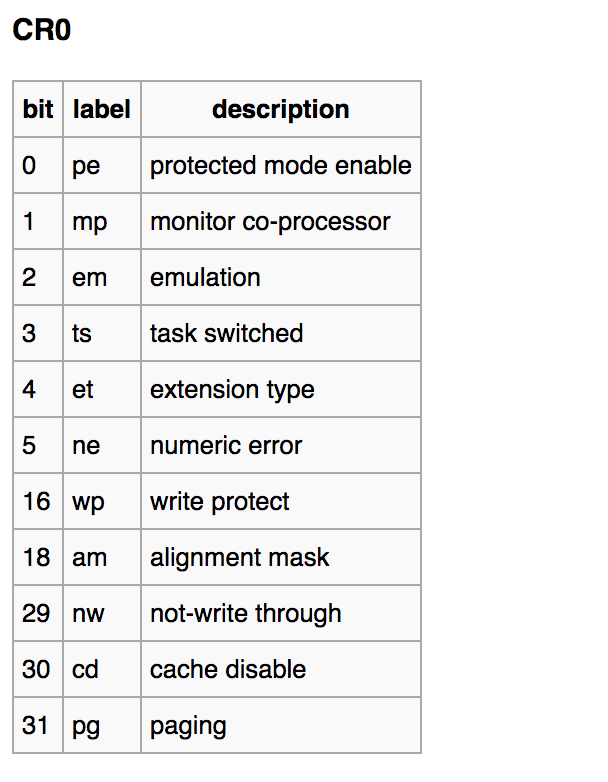 CR0
bit label description
0 pe protected mode enable
1 mp monitor co-processor
2 em emulation
3 ts task switched
4 et extension type
5 ne numeric error
16 wp write protect
18 am alignment mask
29 nw not-write through
30 cd cache disable
31 pg paging